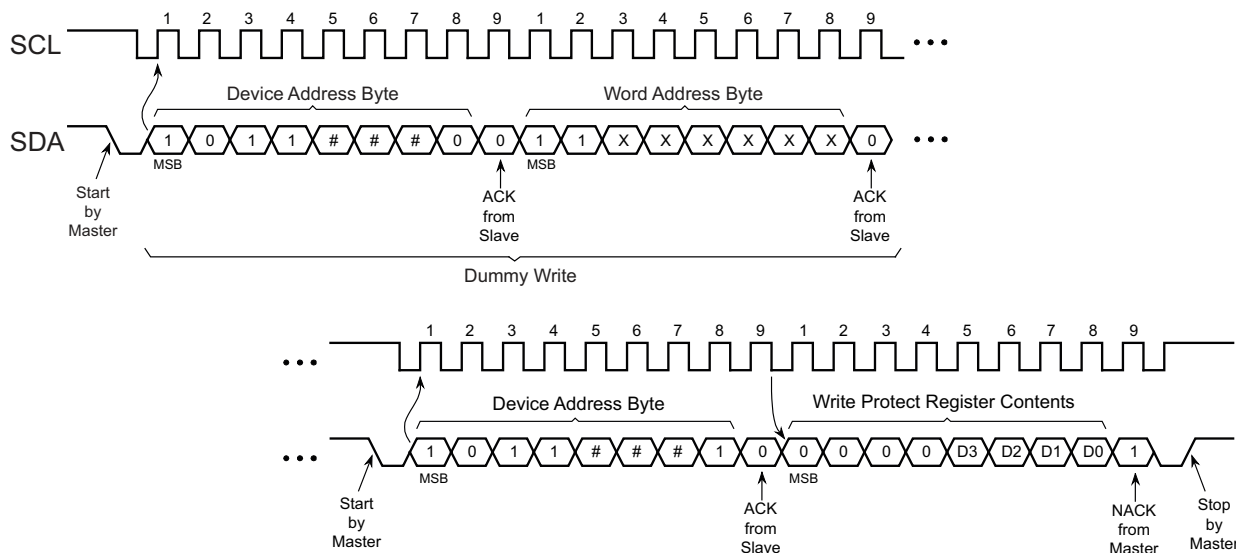 1 2 3 4 5 6 7 8 9 1 2 3 4 5 6 7 8 9
SCL
Device Address Byte Word Address Byte
SDA 1 0 1 1 # # # 0 0 1 1 X X X X X X 0
MSB MSB
Start
by
Master
ACK
from
Slave
ACK
from
Slave
Dummy Write
1 2 3 4 5 6 7 8 9 1 2 3 4 5 6 7 8 9
Device Address Byte Write Protect Register Contents
1 0 1 1 # # # 1 0 0 0 0 0 D3 D2 D1 D0 1
MSB MSB
Start
by
Master
ACK
from
Slave
NACK
from
Master
Stop
by
Master